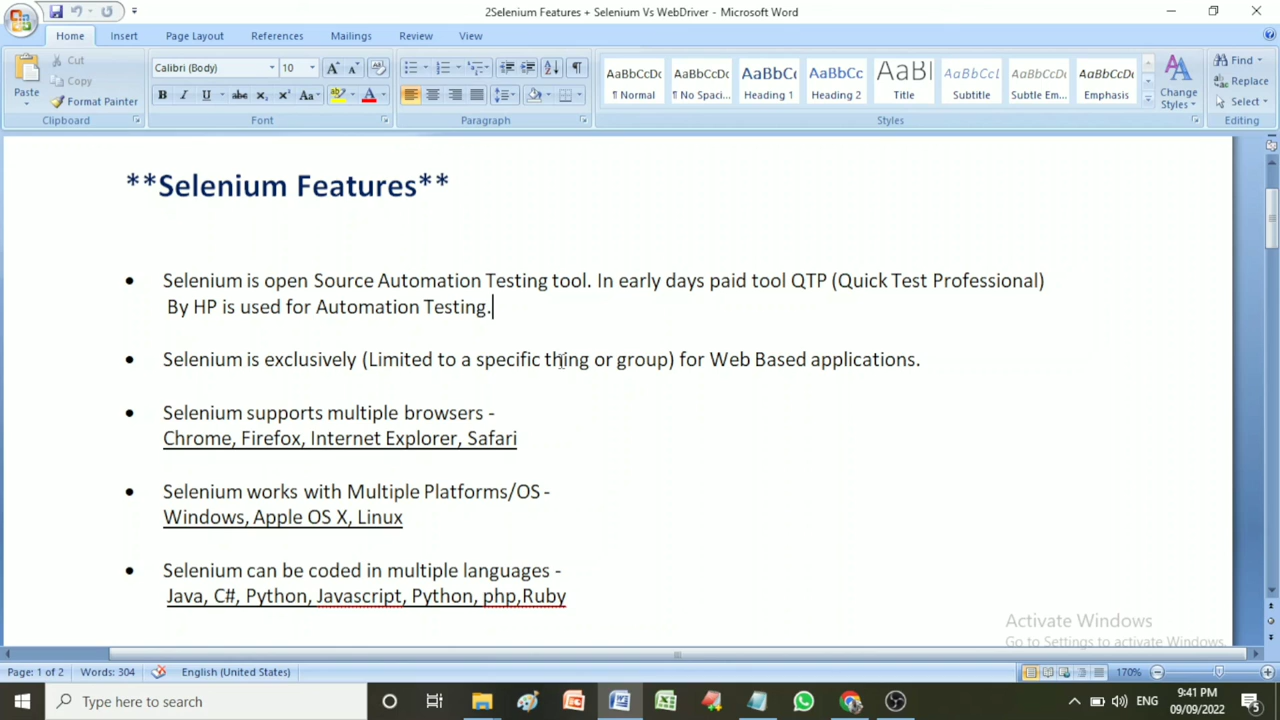 2Selenium Features + Selenium Vs WebDriver - Microsoft Word
Home Insert Page Layout References Mailings Review View
Paste
Cut
Copy
Format Painter
Clipboard
Calibri (Body) 10
Font
Paragraph
AaBbCcDc AaBbCcDc AaBbCc AaBbCc AaBl AaBbCcL AaBbCcDc AaBbCcDc
¶ Normal ¶ No Spaci... Heading 1 Heading 2 Title Subtitle Subtle Em... Emphasis
Change Styles
Styles
Find
Replace
Select
Editing
**Selenium Features**
• Selenium is open Source Automation Testing tool. In early days paid tool QTP (Quick Test Professional)
By HP is used for Automation Testing.
• Selenium is exclusively (Limited to a specific thing or group) for Web Based applications.
• Selenium supports multiple browsers -
Chrome, Firefox, Internet Explorer, Safari
• Selenium works with Multiple Platforms/OS -
Windows, Apple OS X, Linux
• Selenium can be coded in multiple languages -
Java, C#, Python, Javascript, Python, php,Ruby
Activate Windows
Go to Settings to activate Windows.
Page: 1 of 2 Words: 304 English (United States) 170%
Type here to search
ENG
9:41 PM
09/09/2022
5